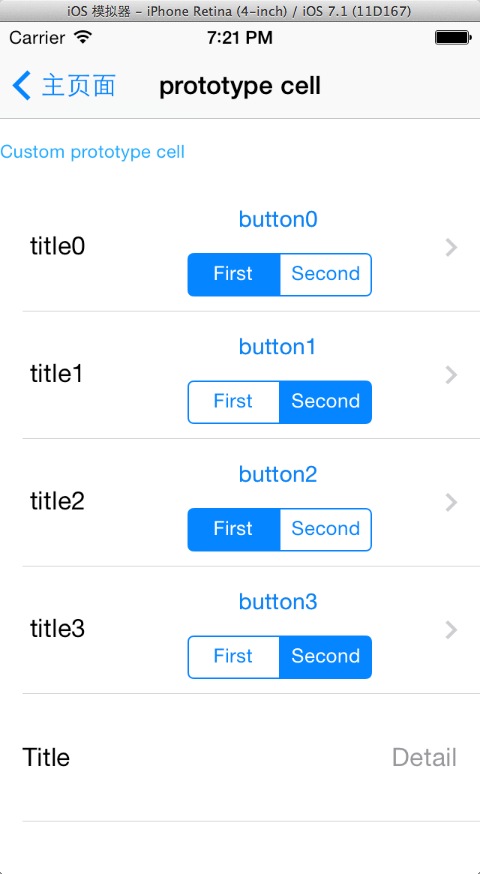 iOS 模拟器 - iPhone Retina (4-inch) / iOS 7.1 (11D167)
Carrier 7:21 PM
主页面 prototype cell
Custom prototype cell
button0
title0
First Second
button1
title1
First Second
button2
title2
First Second
button3
title3
First Second
Title Detail